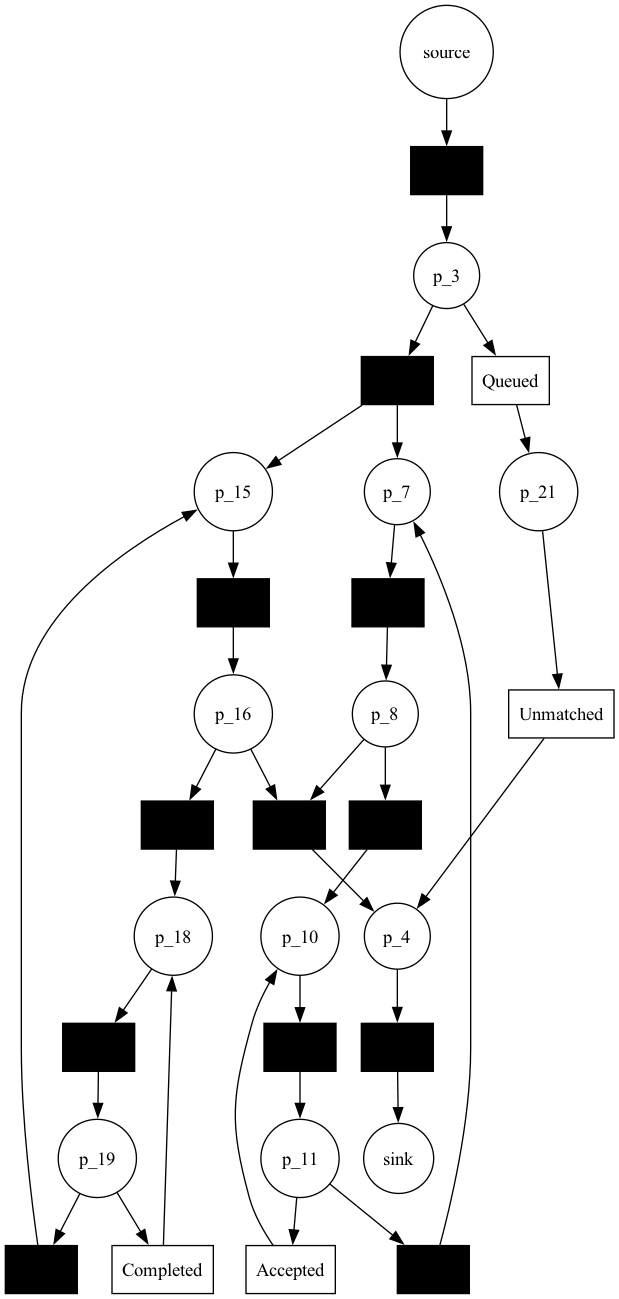 source
p_3
Queued
p_15
p_7
p_21
p_16
p_8
Unmatched
p_18
p_10
p_4
p_19
p_11
sink
Completed
Accepted